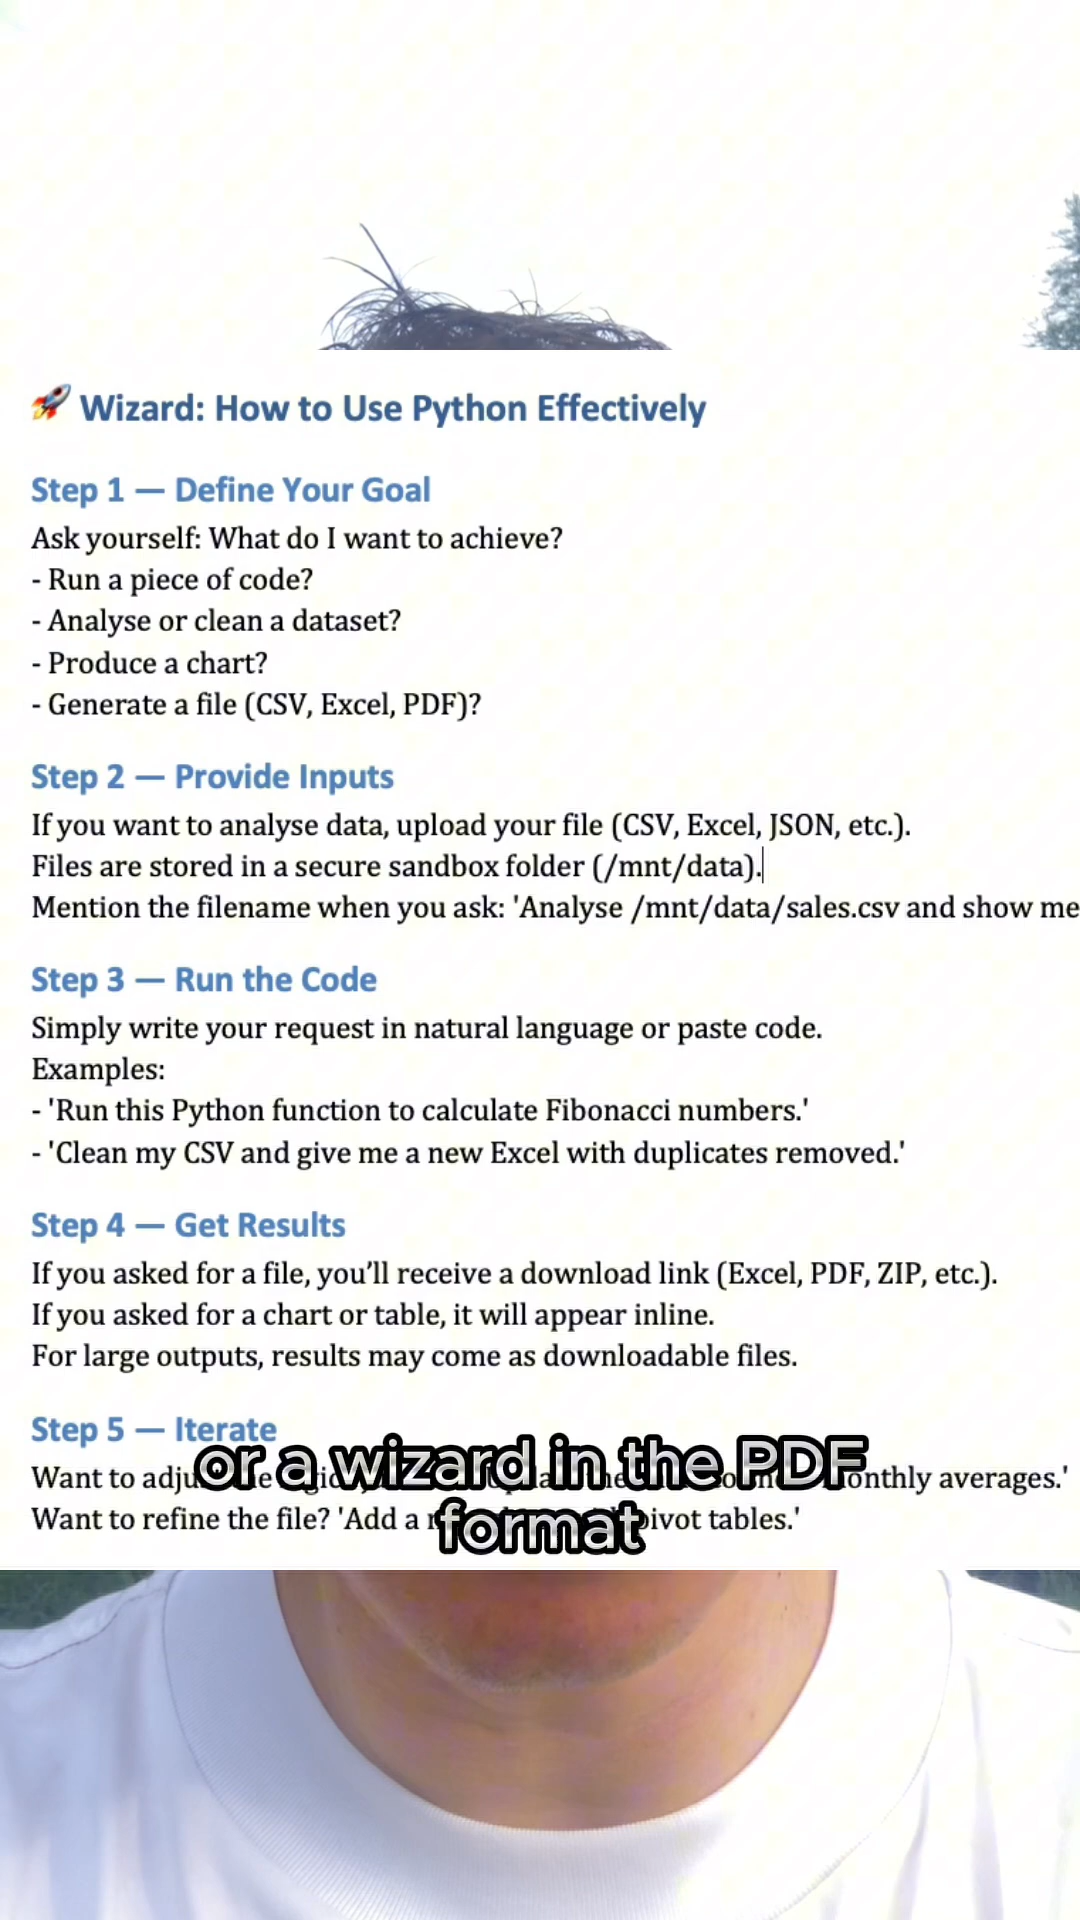 🚀 Wizard: How to Use Python Effectively
Step 1 — Define Your Goal
Ask yourself: What do I want to achieve?
- Run a piece of code?
- Analyse or clean a dataset?
- Produce a chart?
- Generate a file (CSV, Excel, PDF)?
Step 2 — Provide Inputs
If you want to analyse data, upload your file (CSV, Excel, JSON, etc.).
Files are stored in a secure sandbox folder (/mnt/data).
Mention the filename when you ask: 'Analyse /mnt/data/sales.csv and show me
Step 3 — Run the Code
Simply write your request in natural language or paste code.
Examples:
- 'Run this Python function to calculate Fibonacci numbers.'
- 'Clean my CSV and give me a new Excel with duplicates removed.'
Step 4 — Get Results
If you asked for a file, you’ll receive a download link (Excel, PDF, ZIP, etc.).
If you asked for a chart or table, it will appear inline.
For large outputs, results may come as downloadable files.
Step 5 — Iterate
or a wizard in the PDF
Want to monthly averages.'
format
Want to refine the file? 'Add a pivot tables.'